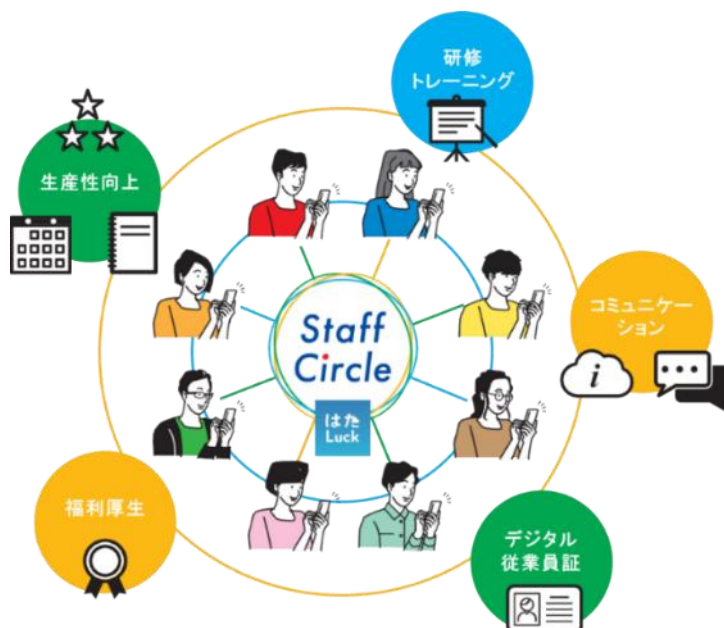 研修
トレーニング
生産性向上
Staff
Circle
はた
Luck
コミュニケー
ション
i
福利厚生
デジタル
従業員証